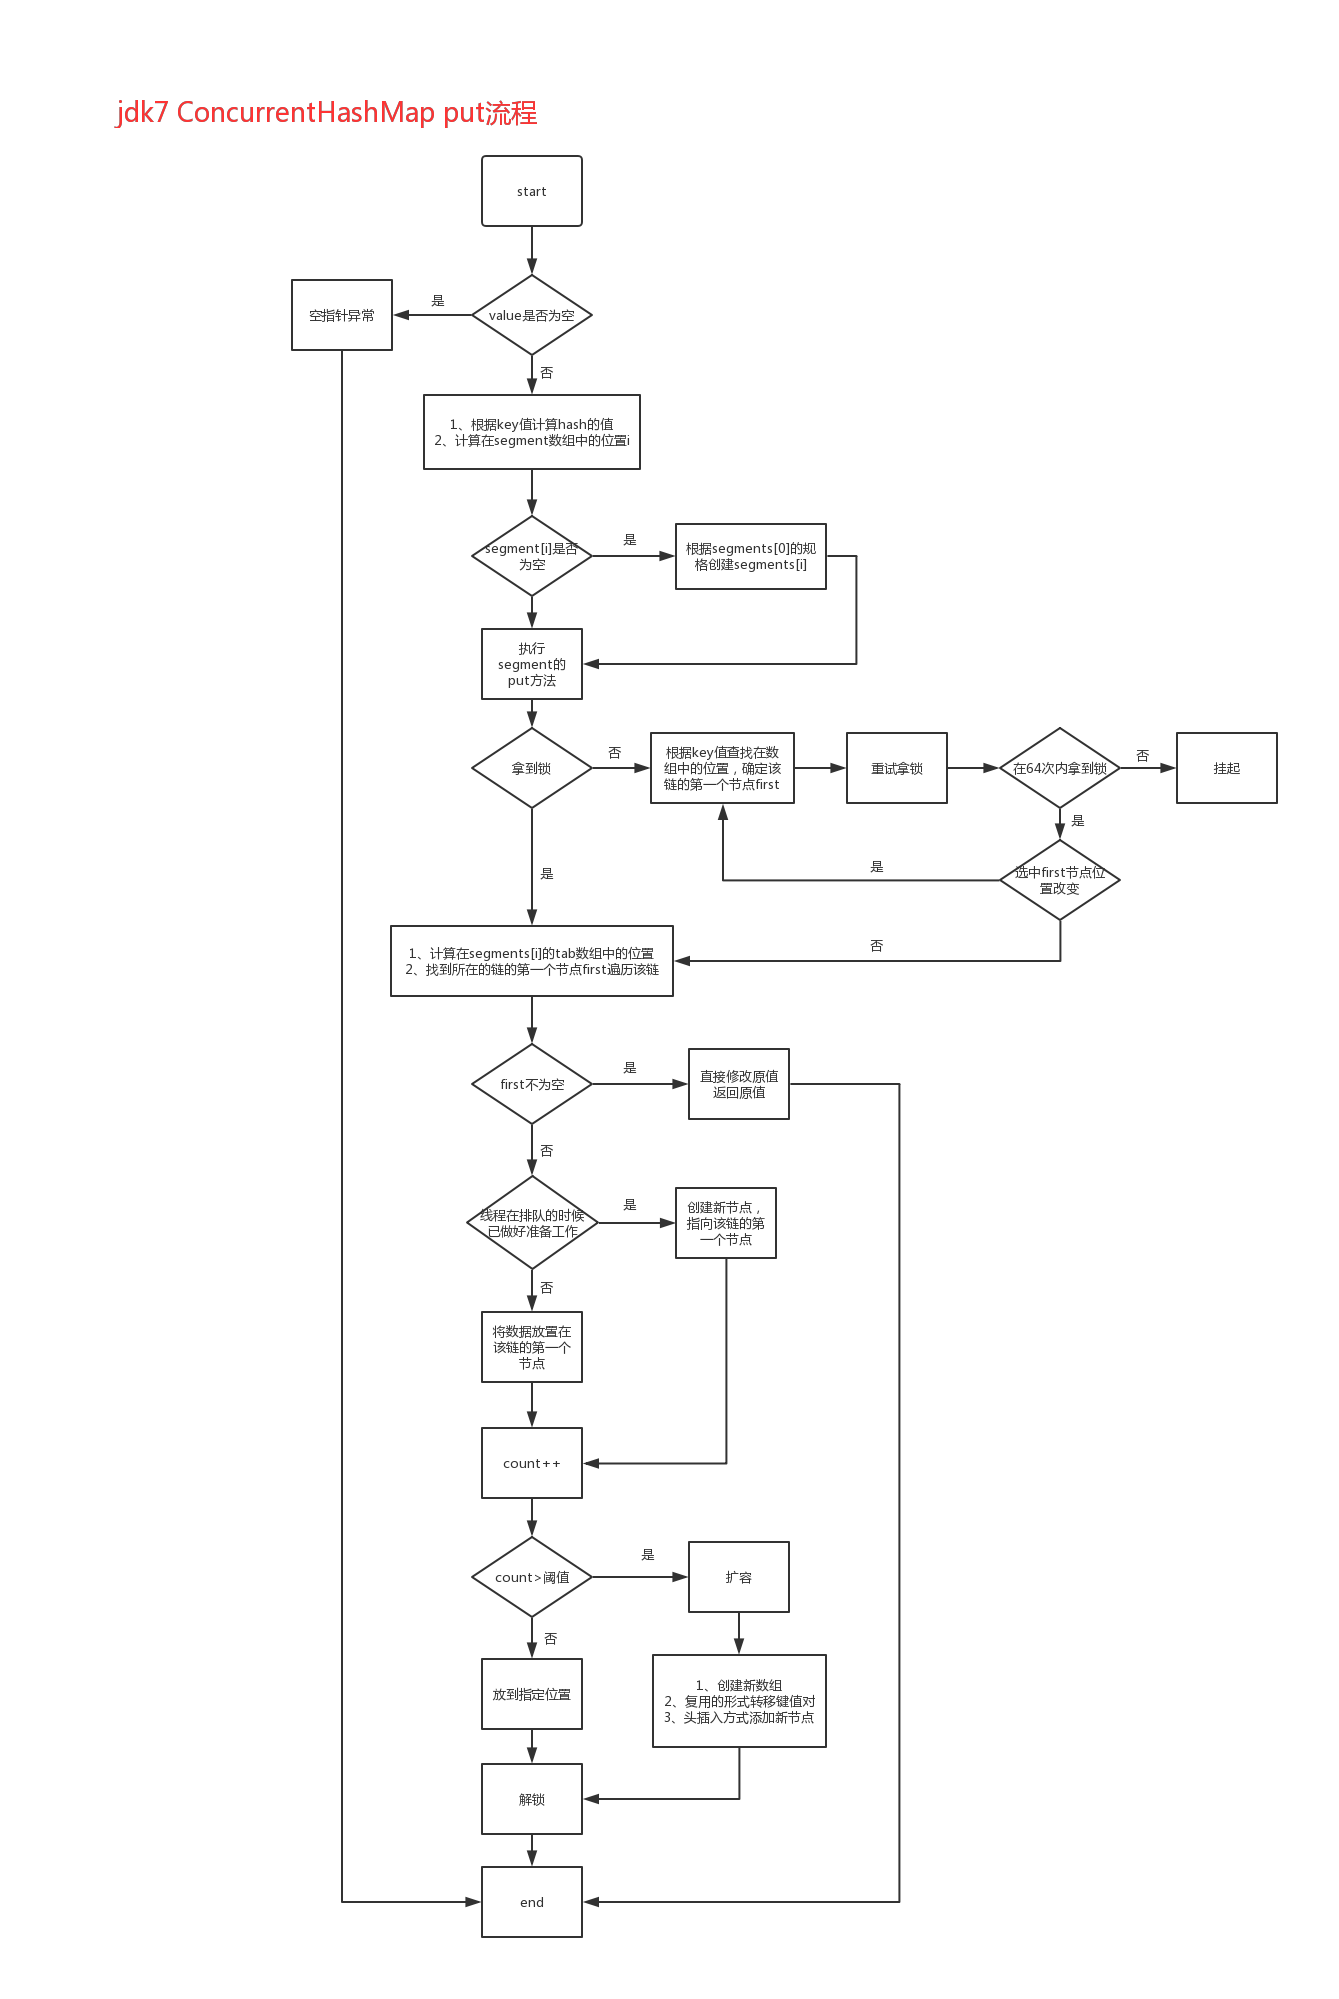 jdk7 ConcurrentHashMap put流程
start
value是否为空
是
空指针异常
否
1、根据key值计算hash的值
2、计算在segment数组中的位置i
segment[i]是否
为空
是
根据segments[0]的规
格创建segments[i]
执行
segment的
put方法
拿到锁
否
根据key值查找在数
组中的位置，确定该
链的第一个节点first
重试拿锁
在64次内拿到锁
否
挂起
是
选中first节点位
置改变
是
是
否
1、计算在segments[i]的tab数组中的位置
2、找到所在的链的第一个节点first遍历该链
first不为空
是
直接修改原值
返回原值
否
线程在排队的时候
已做好准备工作
是
创建新节点，
指向该链的第
一个节点
否
将数据放置在
该链的第一个
节点
count++
count>阈值
是
扩容
否
放到指定位置
1、创建新数组
2、复用的形式转移键值对
3、头插入方式添加新节点
解锁
end